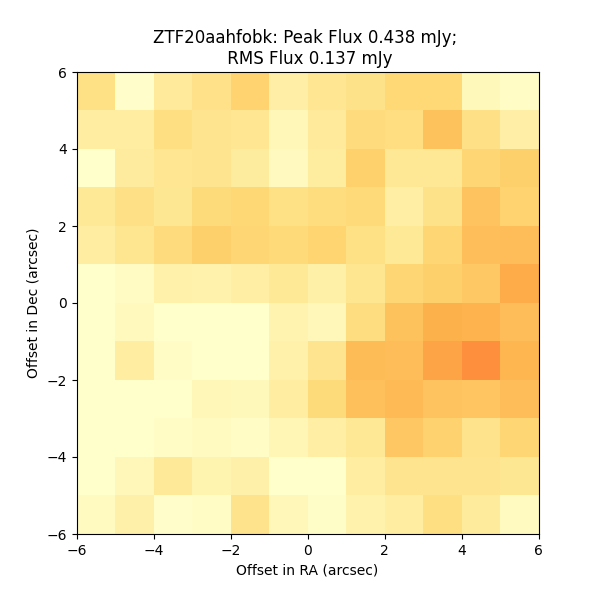 ZTF20aahfobk: Peak Flux 0.438 mJy;
RMS Flux 0.137 mJy
6
4
2
0
−2
−4
−6
Offset in Dec (arcsec)
−6 −4 −2 0 2 4 6
Offset in RA (arcsec)